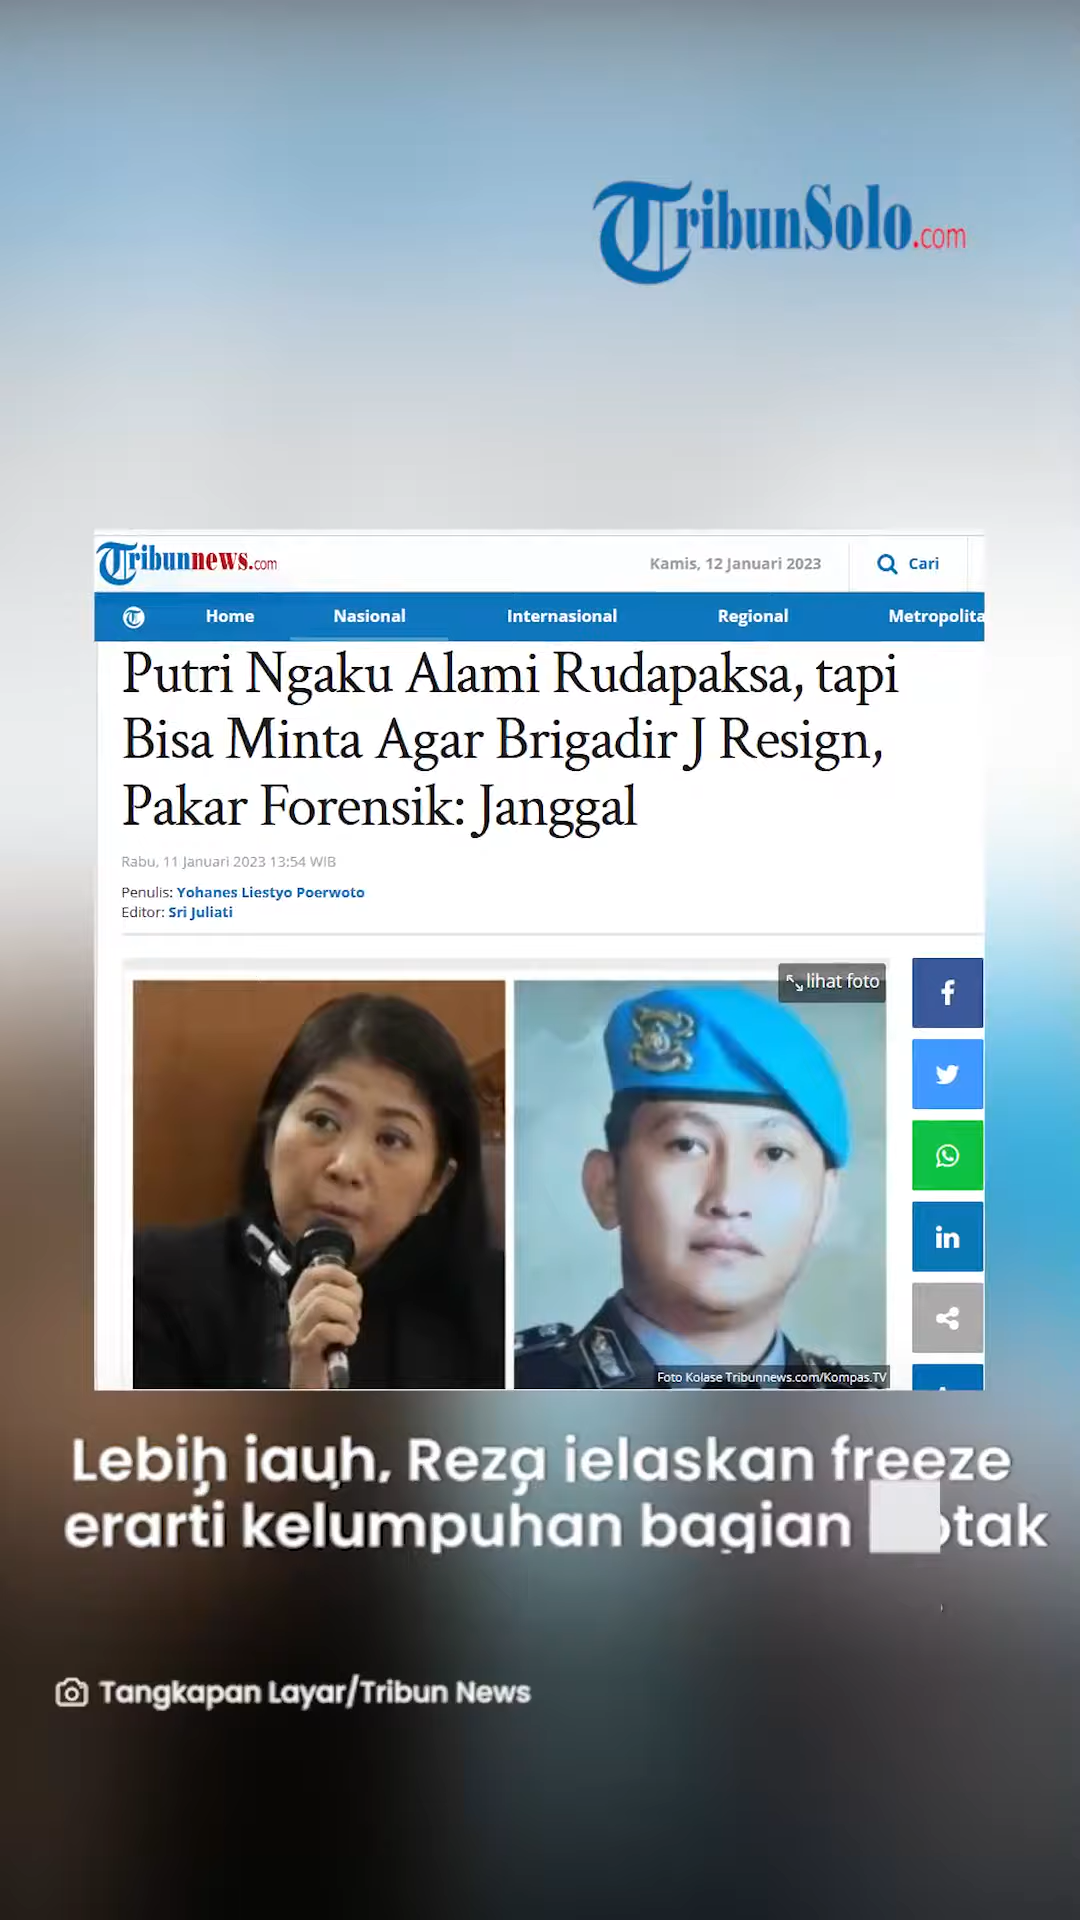 TribunSolo.com
Tribunnews.com
Kamis, 12 Januari 2023
Cari
Home Nasional Internasional Regional Metropolita
Putri Ngaku Alami Rudapaksa, tapi
Bisa Minta Agar Brigadir J Resign,
Pakar Forensik: Janggal
Rabu, 11 Januari 2023 13:54 WIB
Penulis: Yohanes Liestyo Poerwoto
Editor: Sri Juliati
lihat foto
Foto Kolase Tribunnews.com/Kompas.TV
Lebih jauh, Reza jelaskan freeze
erarti kelumpuhan bagian otak
Tangkapan Layar/Tribun News